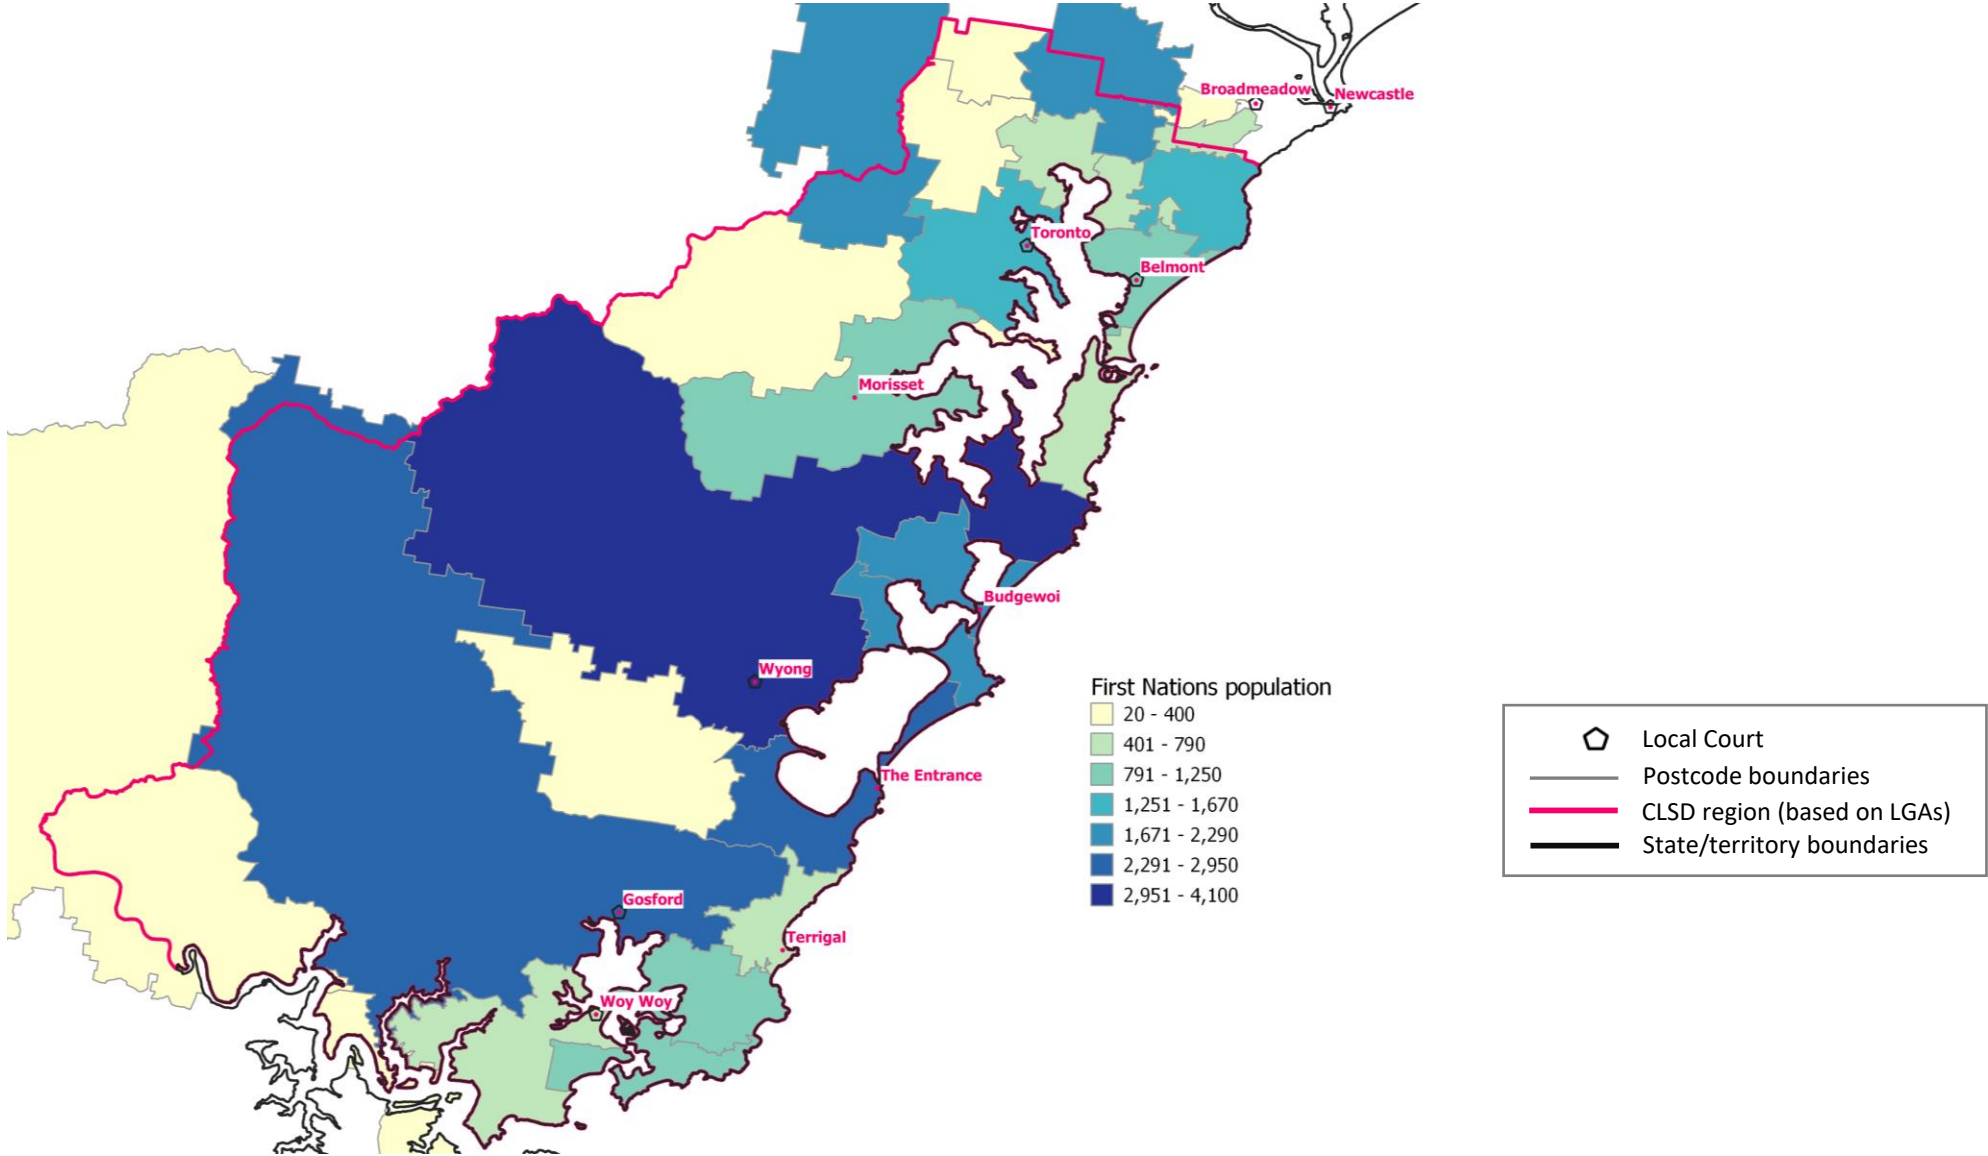 Broadmeadow
Newcastle
Toronto
Belmont
Morisset
Budgewoi
Wyong
The Entrance
Gosford
Terrigal
Woy Woy
First Nations population
20 - 400
401 - 790
791 - 1,250
1,251 - 1,670
1,671 - 2,290
2,291 - 2,950
2,951 - 4,100
Local Court
Postcode boundaries
CLSD region (based on LGAs)
State/territory boundaries